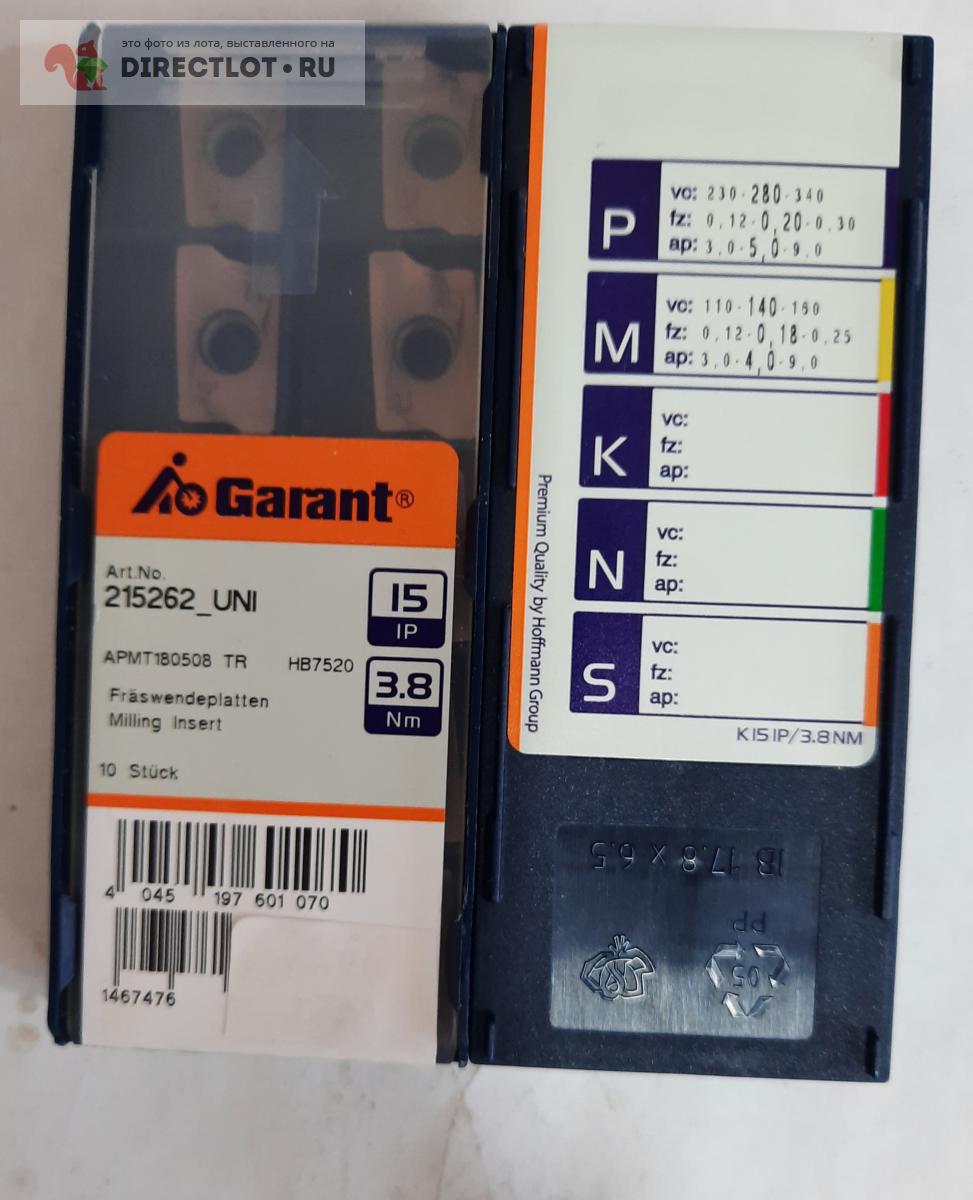 это фото из лота, выставленного на
DIRECTLOT•RU
Garant®
Art.No.
215262_UNI
15
IP
APMT180508 TR HB7520
3.8
Nm
Fräswendeplatten
Milling Insert
10 Stück
4 045 197 601 070
1467476
P
vc: 230-280-340
fz: 0,12-0,20-0,30
ap: 3,0-5,0-9,0
M
vc: 110-140-160
fz: 0,12-0,18-0,25
ap: 3,0-4,0-9,0
K
vc:
fz:
ap:
N
vc:
fz:
ap:
S
vc:
fz:
ap:
K15IP/3.8NM
Premium Quality by Hoffmann Group
IB 17.8 x 6.5
PP
05